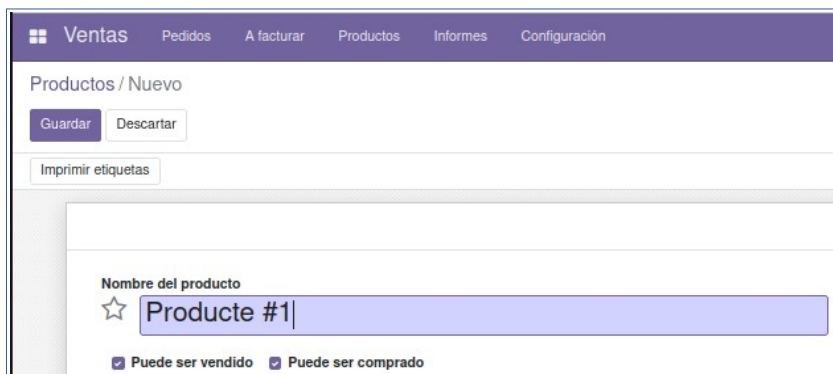 Ventas Pedidos A facturar Productos Informes Configuración
Productos / Nuevo
Guardar Descartar
Imprimir etiquetas
Nombre del producto
Producte #1
Puede ser vendido Puede ser comprado